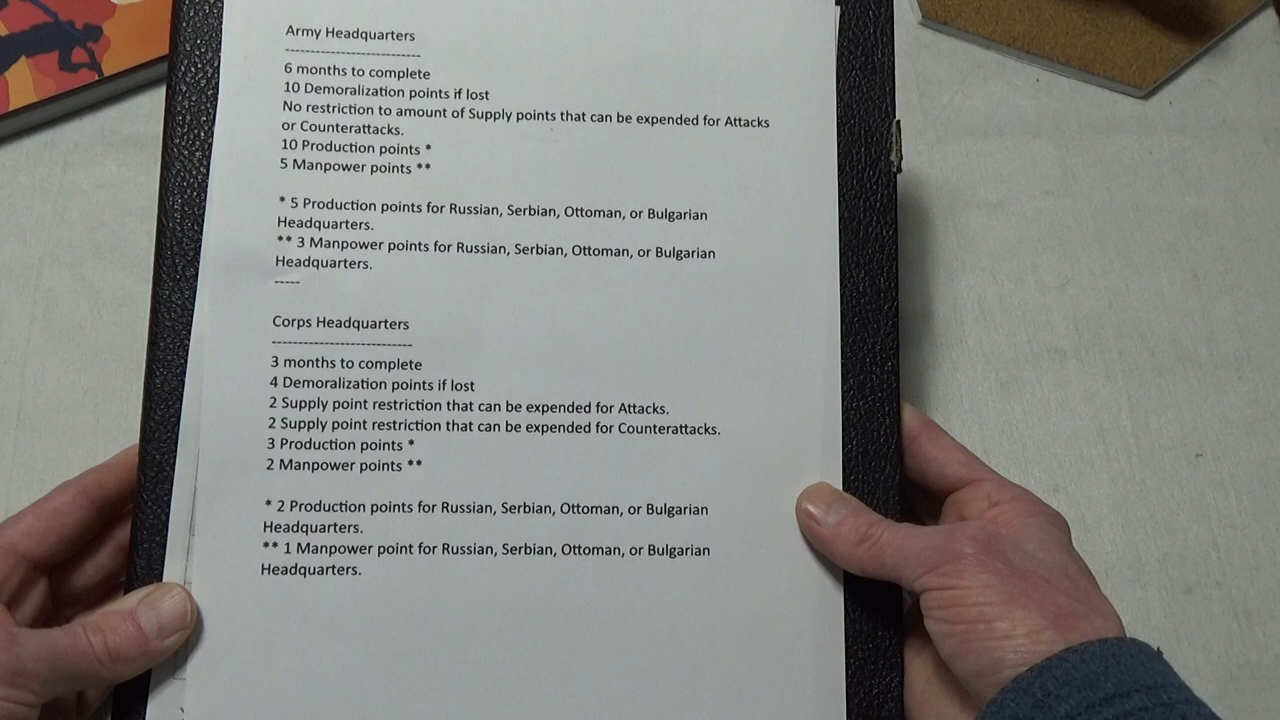 Army Headquarters
---------------------------
6 months to complete
10 Demoralization points if lost
No restriction to amount of Supply points that can be expended for Attacks
or Counterattacks.
10 Production points *
5 Manpower points **
* 5 Production points for Russian, Serbian, Ottoman, or Bulgarian
Headquarters.
** 3 Manpower points for Russian, Serbian, Ottoman, or Bulgarian
Headquarters.
-----
Corps Headquarters
----------------------------
3 months to complete
4 Demoralization points if lost
2 Supply point restriction that can be expended for Attacks.
2 Supply point restriction that can be expended for Counterattacks.
3 Production points *
2 Manpower points **
* 2 Production points for Russian, Serbian, Ottoman, or Bulgarian
Headquarters.
** 1 Manpower point for Russian, Serbian, Ottoman, or Bulgarian
Headquarters.